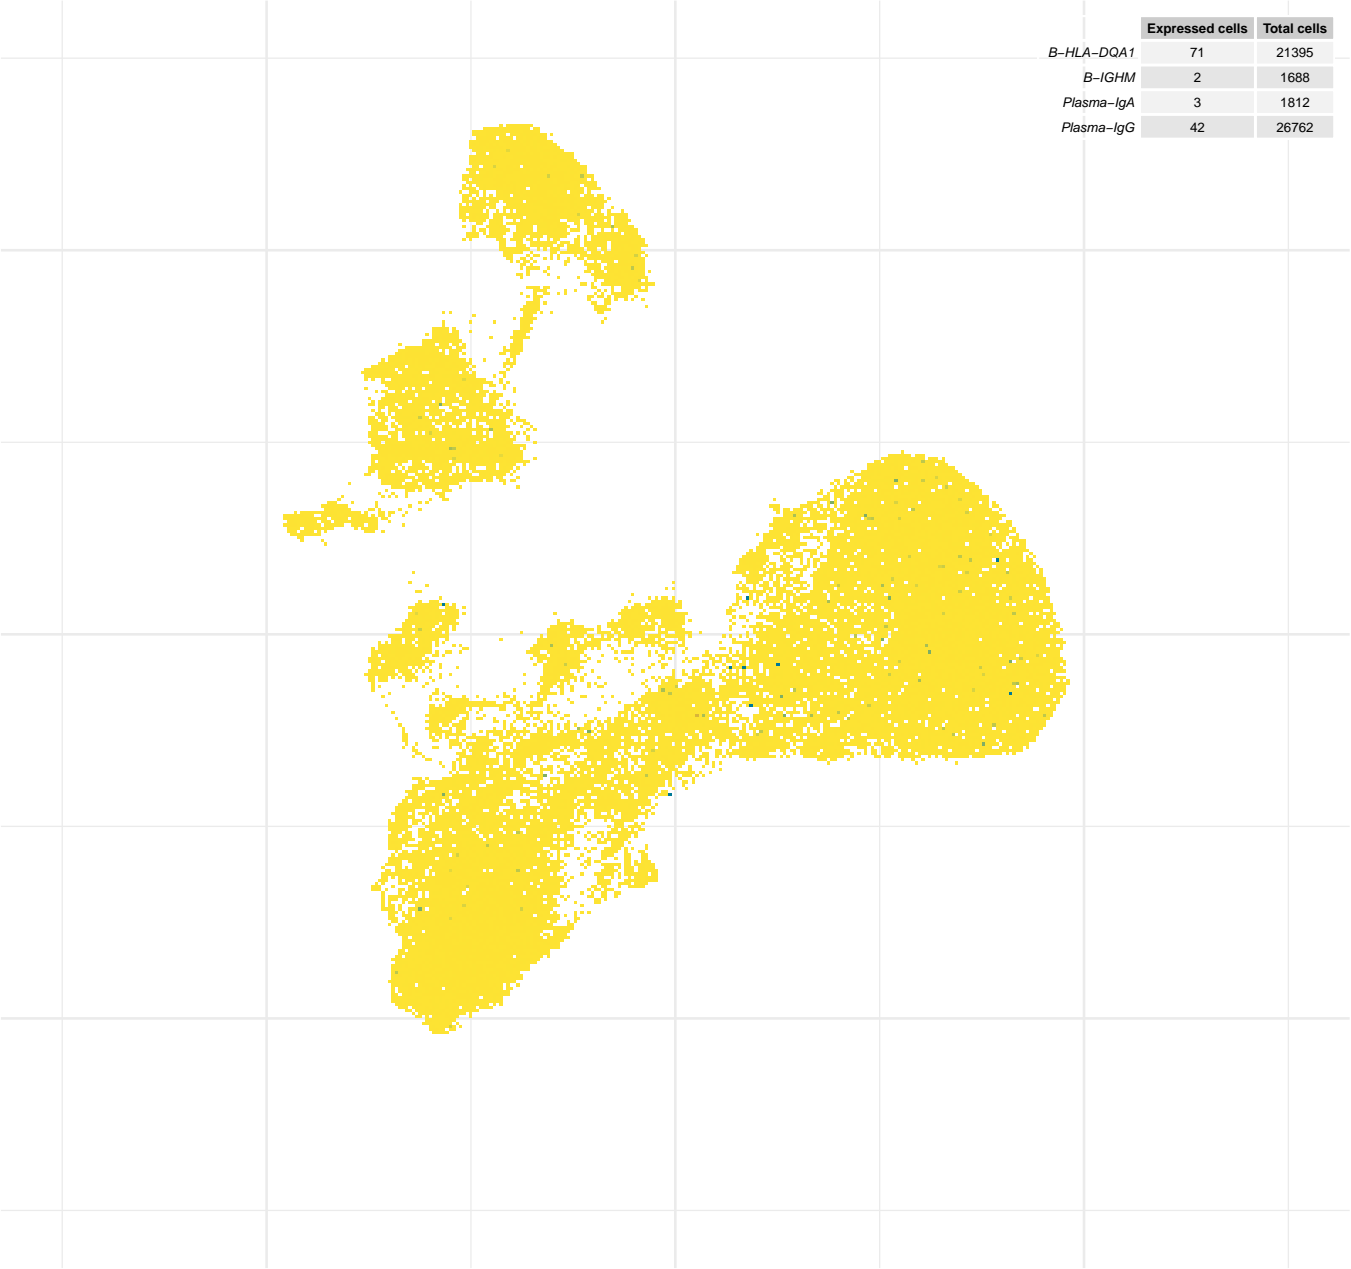 Expressed cells Total cells
B−HLA−DQA1 71 21395
B−IGHM 2 1688
Plasma−IgA 3 1812
Plasma−IgG 42 26762